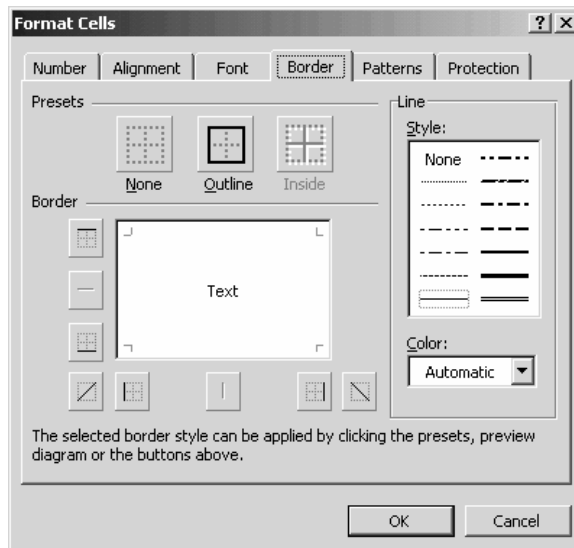 Format Cells
Number Alignment Font Border Patterns Protection
Presets
None Outline Inside
Border
Text
Line
Style:
None
Color:
Automatic
The selected border style can be applied by clicking the presets, preview
diagram or the buttons above.
OK Cancel